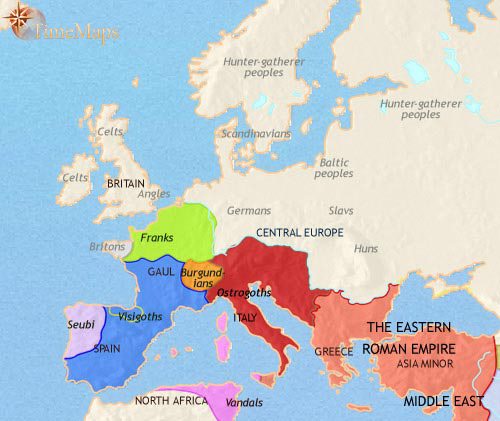 TimeMaps
Hunter-gatherer
peoples
Hunter-gatherer
peoples
Celts
Scandinavians
Baltic
peoples
Celts
BRITAIN
Angles
Germans
Slavs
Franks
CENTRAL EUROPE
Britons
Huns
GAUL
Burgund-
ians
Ostrogoths
Visigoths
Seubi
ITALY
THE EASTERN
ROMAN EMPIRE
SPAIN
GREECE
ASIA MINOR
NORTH AFRICA
Vandals
MIDDLE EAST